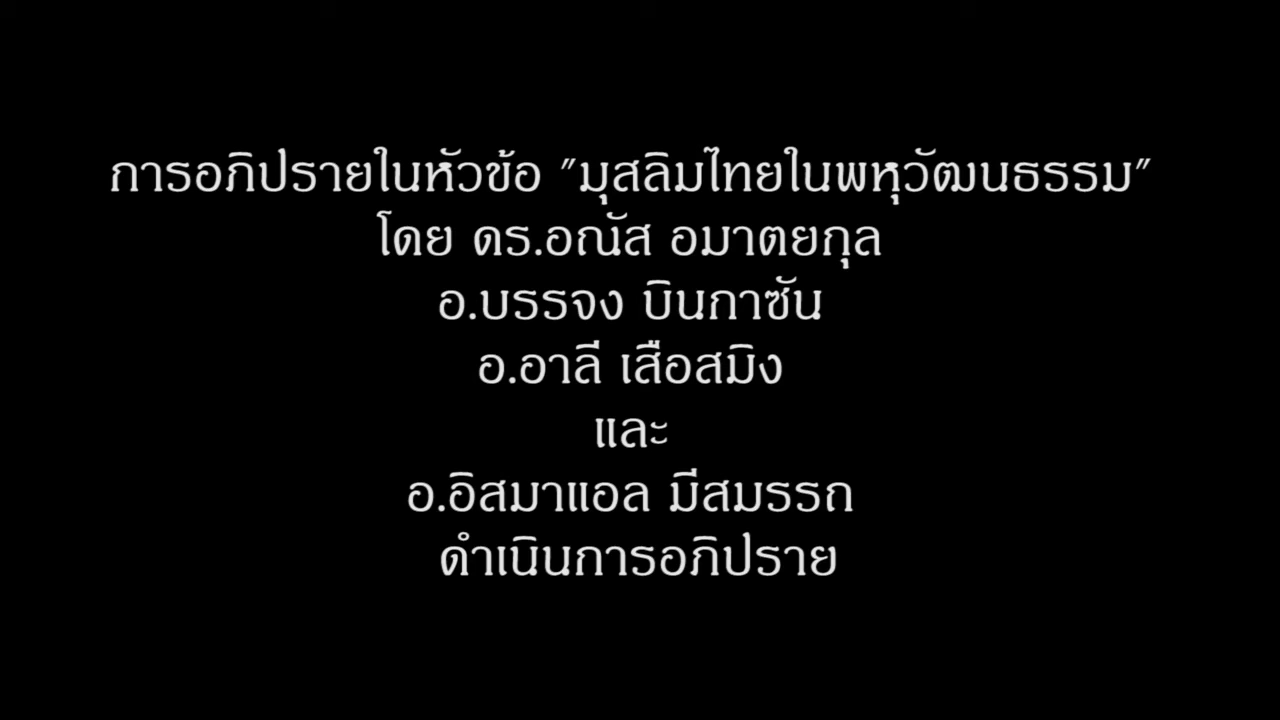 การอภิปรายในหัวข้อ "มุสลิมไทยในพหุวัฒนธรรม"
โดย ดร.อณัส อมาตยกุล
อ.บรรจง บินกาซัน
อ.อาลี เสือสมิง
และ
อ.อิสมาแอล มีสมรรถ
ดำเนินการอภิปราย